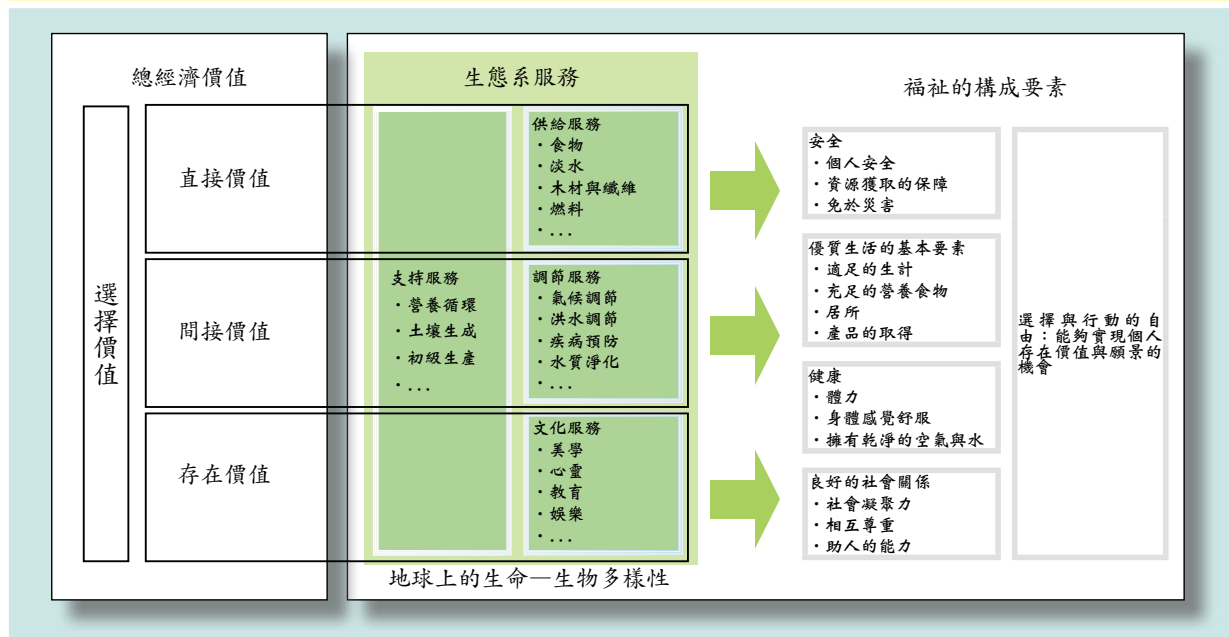 總經濟價值
選擇價值
直接價值
間接價值
存在價值
生態系服務
支持服務
・營養循環
・土壤生成
・初級生產
・...
供給服務
・食物
・淡水
・木材與纖維
・燃料
・...
調節服務
・氣候調節
・洪水調節
・疾病預防
・水質淨化
・...
文化服務
・美學
・心靈
・教育
・娛樂
・...
地球上的生命—生物多樣性
福祉的構成要素
安全
・個人安全
・資源獲取的保障
・免於災害
優質生活的基本要素
・適足的生計
・充足的營養食物
・居所
・產品的取得
健康
・體力
・身體感覺舒服
・擁有乾淨的空氣與水
良好的社會關係
・社會凝聚力
・相互尊重
・助人的能力
選擇與行動的自
由：能夠實現個人
存在價值與願景的
機會